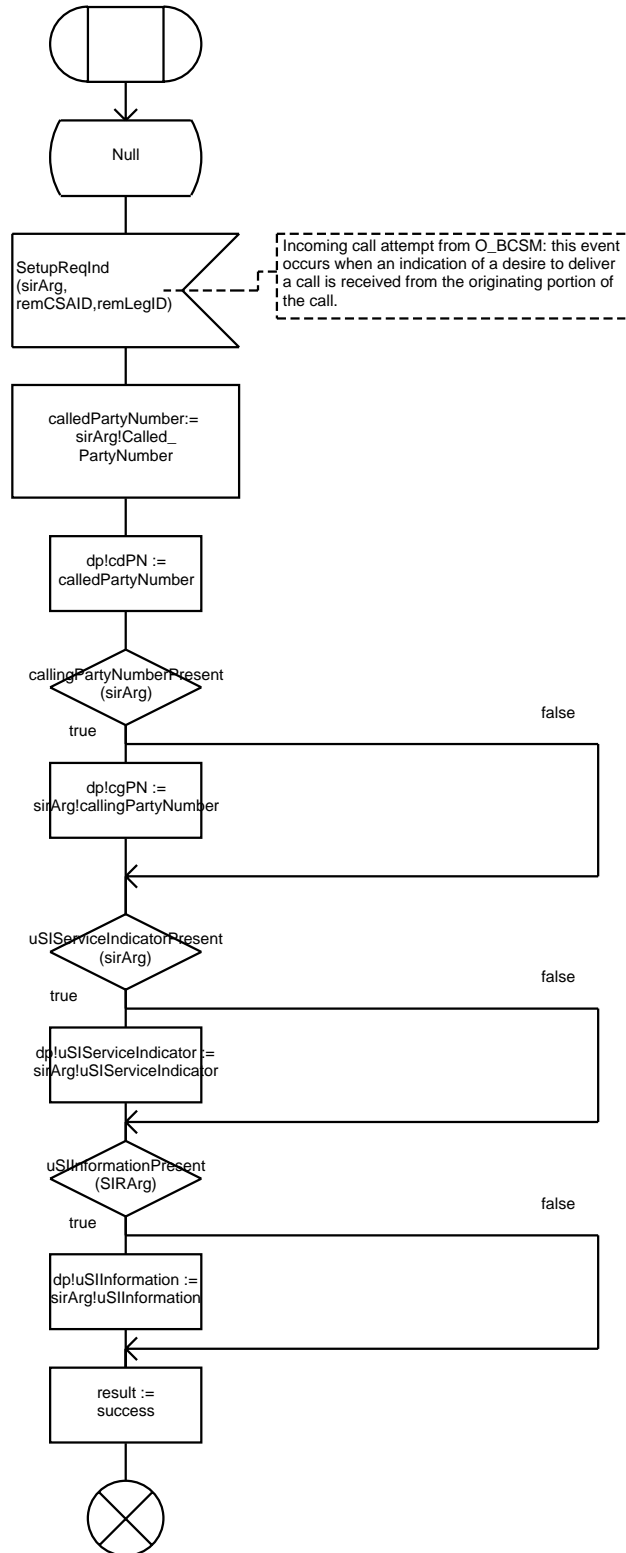 Null
SetupReqInd
(sirArg,
remCSAID,remLegID)
Incoming call attempt from O_BCSM: this event
occurs when an indication of a desire to deliver
a call is received from the originating portion of
the call.
calledPartyNumber:=
sirArg!Called_
PartyNumber
dp!cdPN :=
calledPartyNumber
callingPartyNumberPresent
(sirArg)
true
false
dp!cgPN :=
sirArg!callingPartyNumber
uSIServiceIndicatorPresent
(sirArg)
true
false
dp!uSIServiceIndicator :=
sirArg!uSIServiceIndicator
uSIInformationPresent
(SIRArg)
true
false
dp!uSIInformation :=
sirArg!uSIInformation
result :=
success